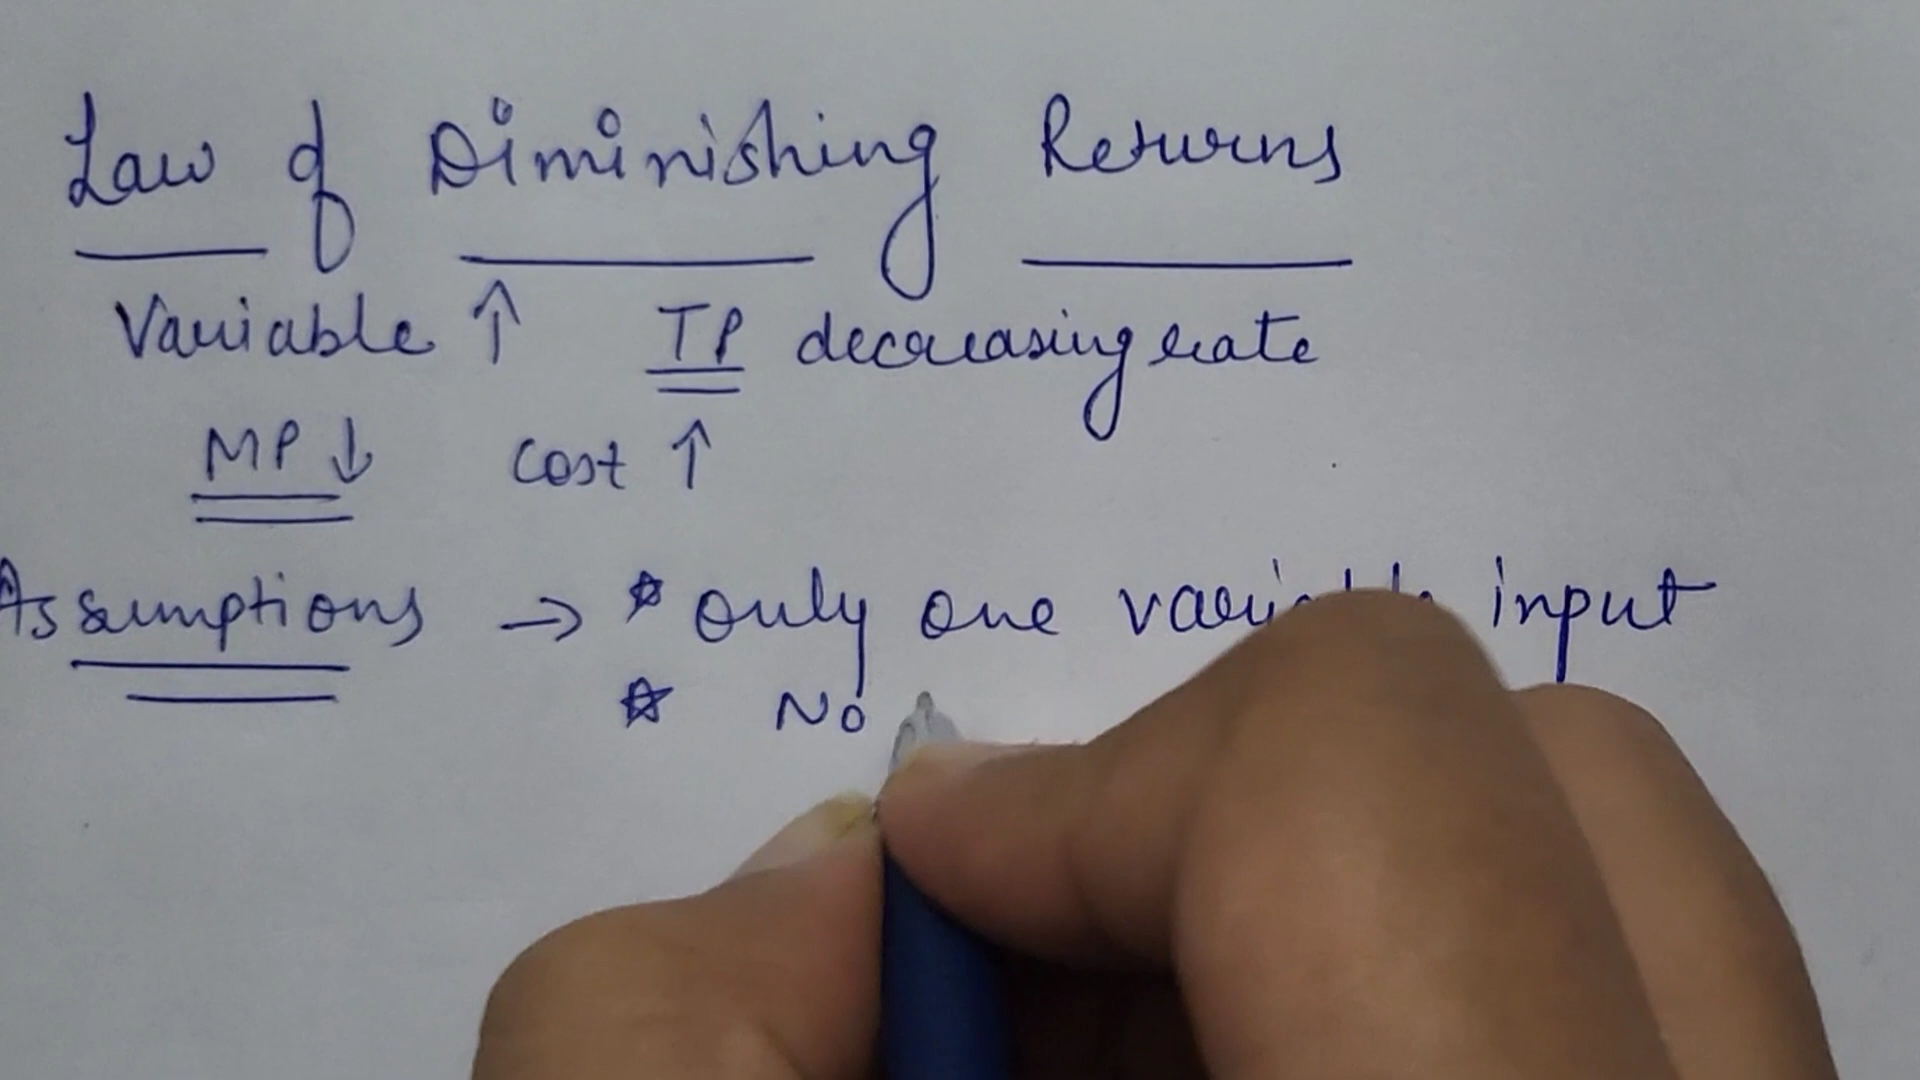 Law of Diminishing Returns
Variable ↑ TP decreasing rate
MP ↓ Cost ↑
Assumptions → * only one input
* No